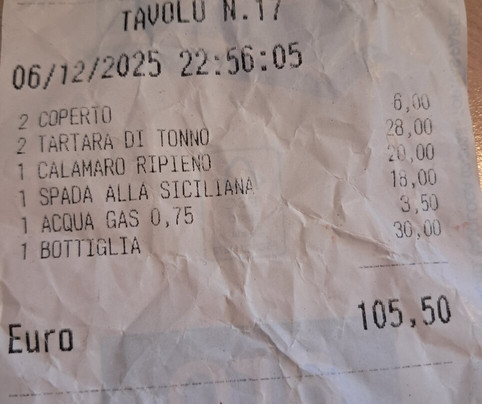 TAVOLO N.17
06/12/2025 22:56:05
2 COPERTO 6,00
2 TARTARA DI TONNO 28,00
1 CALAMARO RIPIENO 20,00
1 SPADA ALLA SICILIANA 18,00
1 ACQUA GAS 0,75 3,50
1 BOTTIGLIA 30,00
Euro 105,50